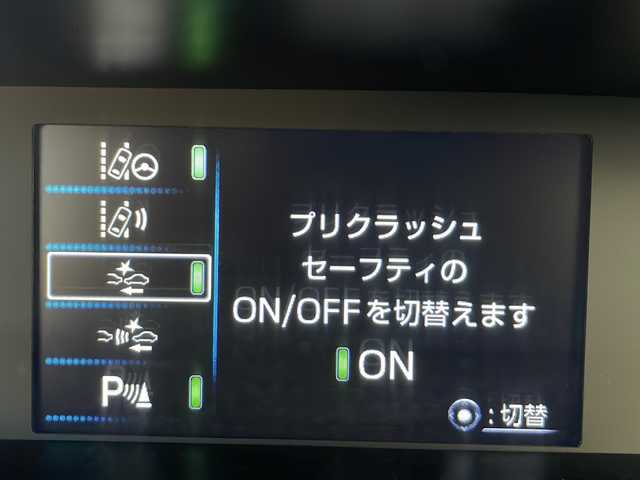 プリクラッシュ
セーフティの
ON/OFFを切替えます
ON
P
:切替